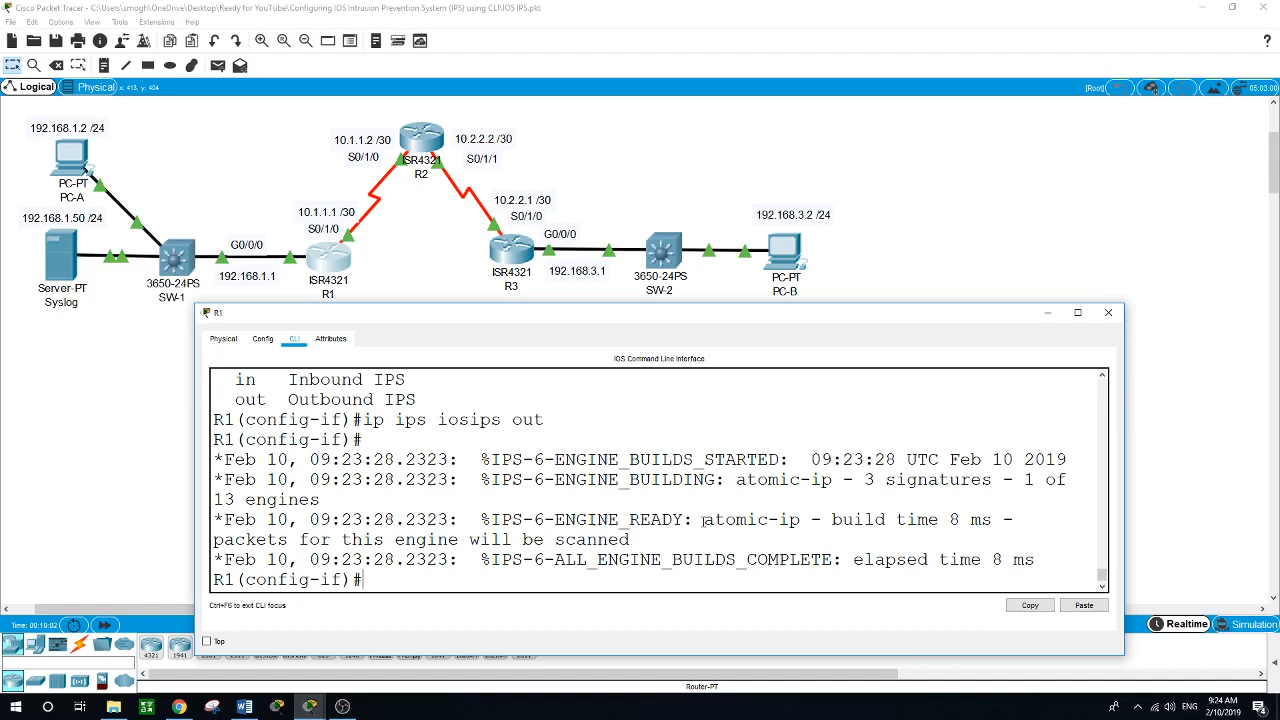 Cisco Packet Tracer - C:\Users\smogh\OneDrive\Desktop\Ready for YouTube\Configuring IOS Intrusion Prevention System (IPS) using CLI\IOS IPS.pkt
File Edit Options View Tools Extensions Help
Logical Physical x: 413, y: 404 [Root] 05:03:00
192.168.1.2 /24
PC-PT
PC-A
192.168.1.50 /24
Server-PT
Syslog
3650-24PS
SW-1
G0/0/0
192.168.1.1
10.1.1.1 /30
S0/1/0
ISR4321
R1
10.1.1.2 /30
S0/1/0
ISR4321
R2
10.2.2.2 /30
S0/1/1
10.2.2.1 /30
S0/1/0
ISR4321
R3
G0/0/0
192.168.3.1
3650-24PS
SW-2
192.168.3.2 /24
PC-PT
PC-B
R1
Physical Config CLI Attributes
IOS Command Line Interface
in Inbound IPS
out Outbound IPS
R1(config-if)#ip ips iosips out
R1(config-if)#
*Feb 10, 09:23:28.2323: %IPS-6-ENGINE_BUILDS_STARTED: 09:23:28 UTC Feb 10 2019
*Feb 10, 09:23:28.2323: %IPS-6-ENGINE_BUILDING: atomic-ip - 3 signatures - 1 of
13 engines
*Feb 10, 09:23:28.2323: %IPS-6-ENGINE_READY: atomic-ip - build time 8 ms -
packets for this engine will be scanned
*Feb 10, 09:23:28.2323: %IPS-6-ALL_ENGINE_BUILDS_COMPLETE: elapsed time 8 ms
R1(config-if)#
Ctrl+F6 to exit CLI focus
Copy Paste
Top
Time: 00:10:02
Realtime Simulation
4321 1941
Router-PT
ENG
9:24 AM
2/10/2019